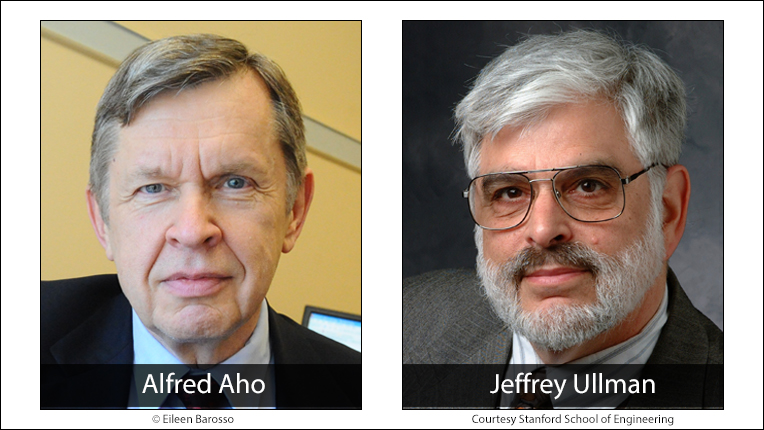 Alfred Aho
Jeffrey Ullman
© Eileen Barosso
Courtesy Stanford School of Engineering